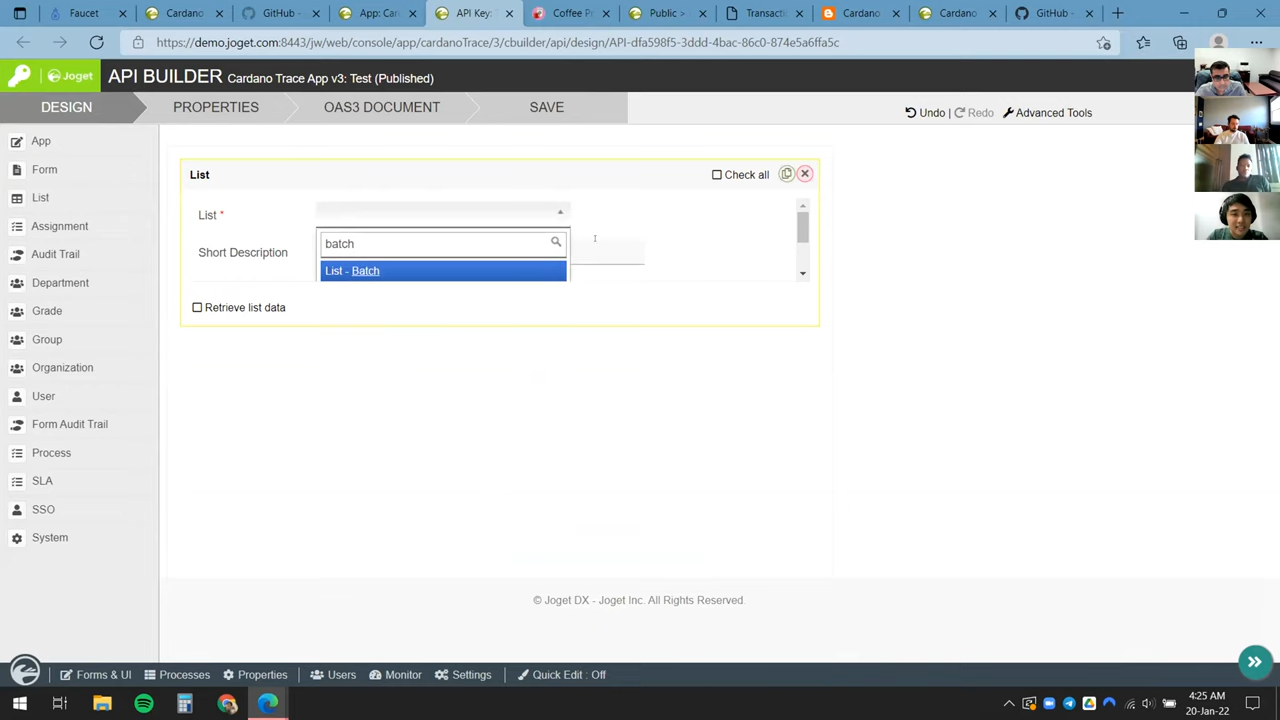 Faucet
Cardano
GitHub -
App: Car
API Key: T
Coffee P
Public >
Transacti
Cardano
Cardano
GitHub -
https://demo.joget.com:8443/jw/web/console/app/cardanoTrace/3/cbuilder/api/design/API-dfa598f5-3ddd-4bac-86c0-874e5a6ffa5c
Joget API BUILDER Cardano Trace App v3: Test (Published)
DESIGN PROPERTIES OAS3 DOCUMENT SAVE
Undo | Redo Advanced Tools
App
Form
List
Assignment
Audit Trail
Department
Grade
Group
Organization
User
Form Audit Trail
Process
SLA
SSO
System
List
Check all
List *
batch
Short Description
List - Batch
Retrieve list data
© Joget DX - Joget Inc. All Rights Reserved.
Forms & UI Processes Properties Users Monitor Settings Quick Edit : Off
4:25 AM
20-Jan-22